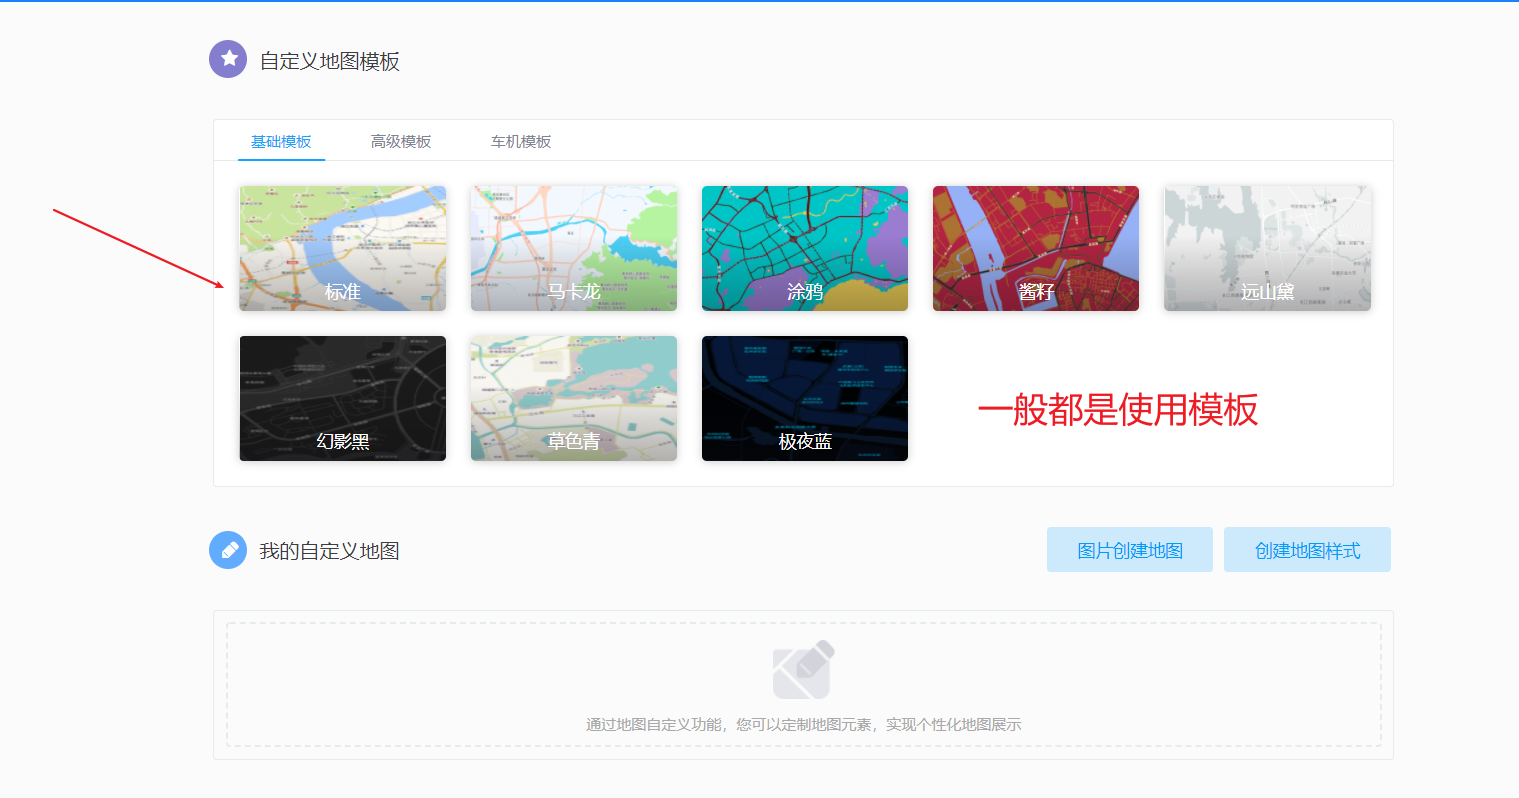 自定义地图模板
基础模板 高级模板 车机模板
标准 马卡龙 涂鸦 酱籽 远山黛
幻影黑 草色青 极夜蓝
一般都是使用模板
我的自定义地图 图片创建地图 创建地图样式
通过地图自定义功能，您可以定制地图元素，实现个性化地图展示